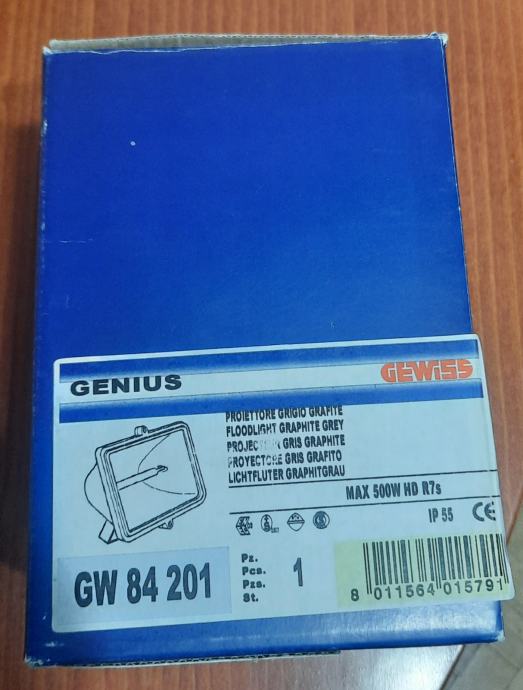 GENIUS
GEWISS
PROIETTORE GRIGIO GRAFITE
FLOODLIGHT GRAPHITE GREY
GRIS GRAPHITE
PROYECTORE GRIS GRAFITO
LICHTFLUTER GRAPHITGRAU
MAX 500W HD R7s
IP 55 CE
GW 84 201
Pz.
Pcs.
Pzs.
St.
1
8 011564 015791